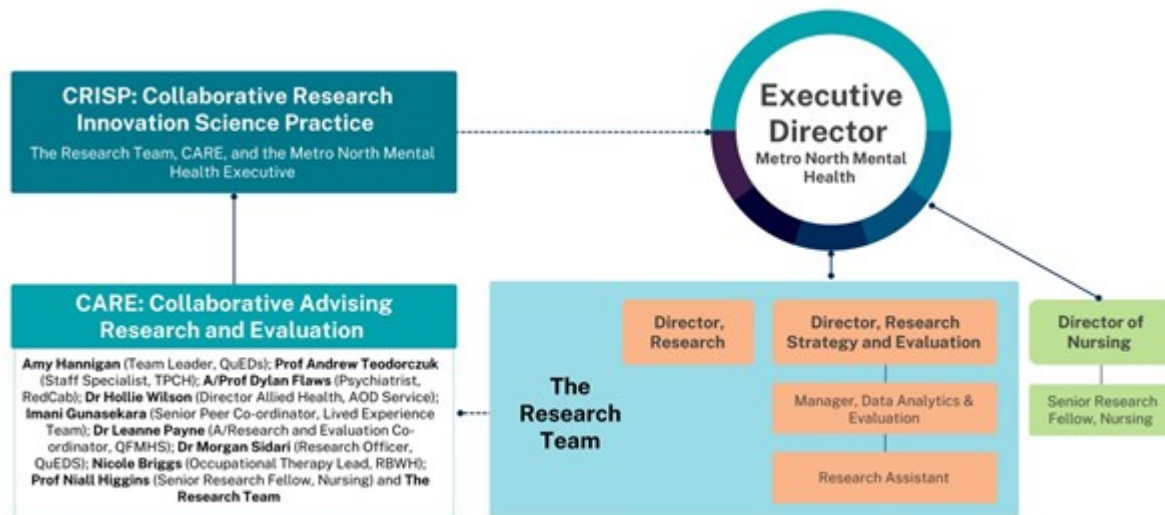 CRISP: Collaborative Research
Innovation Science Practice
The Research Team, CARE, and the Metro North Mental
Health Executive
Executive
Director
Metro North Mental
Health
CARE: Collaborative Advising
Research and Evaluation
Amy Hannigan (Team Leader, QuEDs); Prof Andrew Teodorczuk
(Staff Specialist, TPCH); A/Prof Dylan Flaws (Psychiatrist,
RedCab); Dr Hollie Wilson (Director Allied Health, AOD Service);
Imani Gunasekara (Senior Peer Co-ordinator, Lived Experience
Team); Dr Leanne Payne (A/Research and Evaluation Co-
ordinator, QFMHS); Dr Morgan Sidari (Research Officer,
QuEDS); Nicole Briggs (Occupational Therapy Lead, RBWH);
Prof Niall Higgins (Senior Research Fellow, Nursing) and The
Research Team
The
Research
Team
Director,
Research
Director, Research
Strategy and Evaluation
Manager, Data Analytics &
Evaluation
Research Assistant
Director of
Nursing
Senior Research
Fellow, Nursing